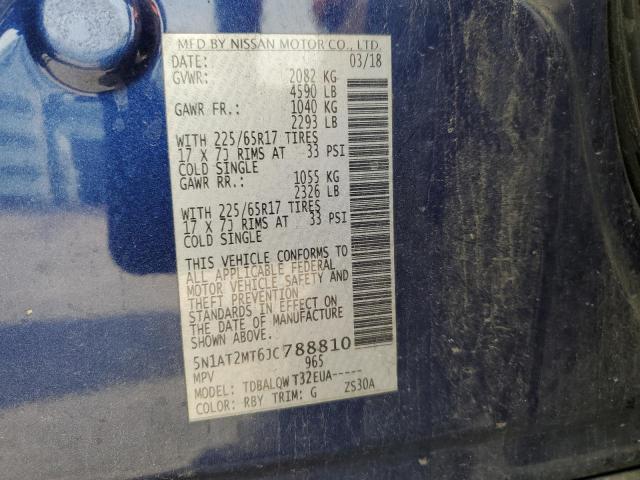 MFD BY NISSAN MOTOR CO., LTD.
DATE: 03/18
GVWR: 2082 KG
4590 LB
GAWR FR.: 1040 KG
2293 LB
WITH 225/65R17 TIRES
17 X 7J RIMS AT 33 PSI
COLD SINGLE
GAWR RR.: 1055 KG
2326 LB
WITH 225/65R17 TIRES
17 X 7J RIMS AT 33 PSI
COLD SINGLE
THIS VEHICLE CONFORMS TO
ALL APPLICABLE FEDERAL
MOTOR VEHICLE SAFETY AND
THEFT PREVENTION
STANDARDS IN EFFECT ON
THE DATE OF MANUFACTURE
SHOWN ABOVE.
5N1AT2MT6JC788810
MPV 965
MODEL: TDBALQW T32EUA-----
COLOR: RBY TRIM: G ZS30A